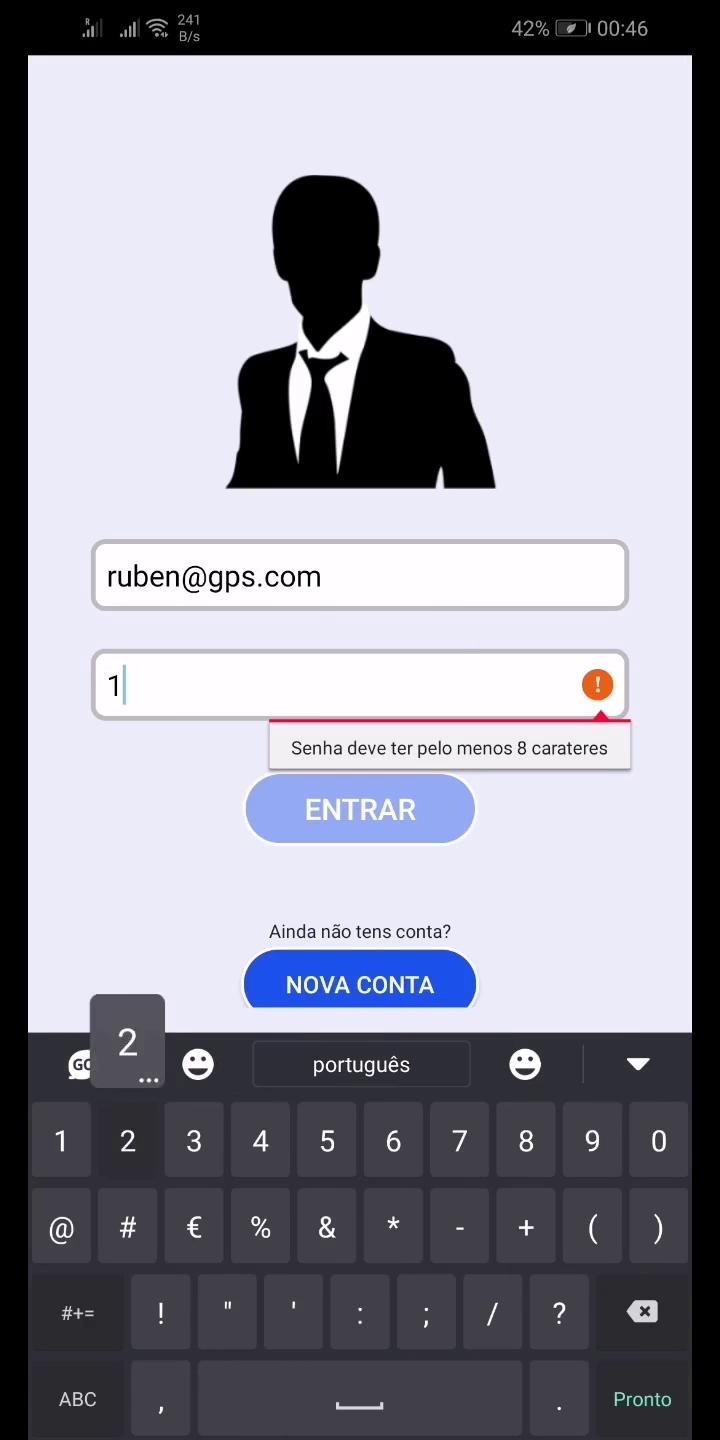 R
241
B/s
42%
00:46
ruben@gps.com
1
!
Senha deve ter pelo menos 8 carateres
ENTRAR
Ainda não tens conta?
NOVA CONTA
2
...
GO
português
1 2 3 4 5 6 7 8 9 0
@ # € % & * - + ( )
#+= ! " ' : ; / ?
ABC , . Pronto